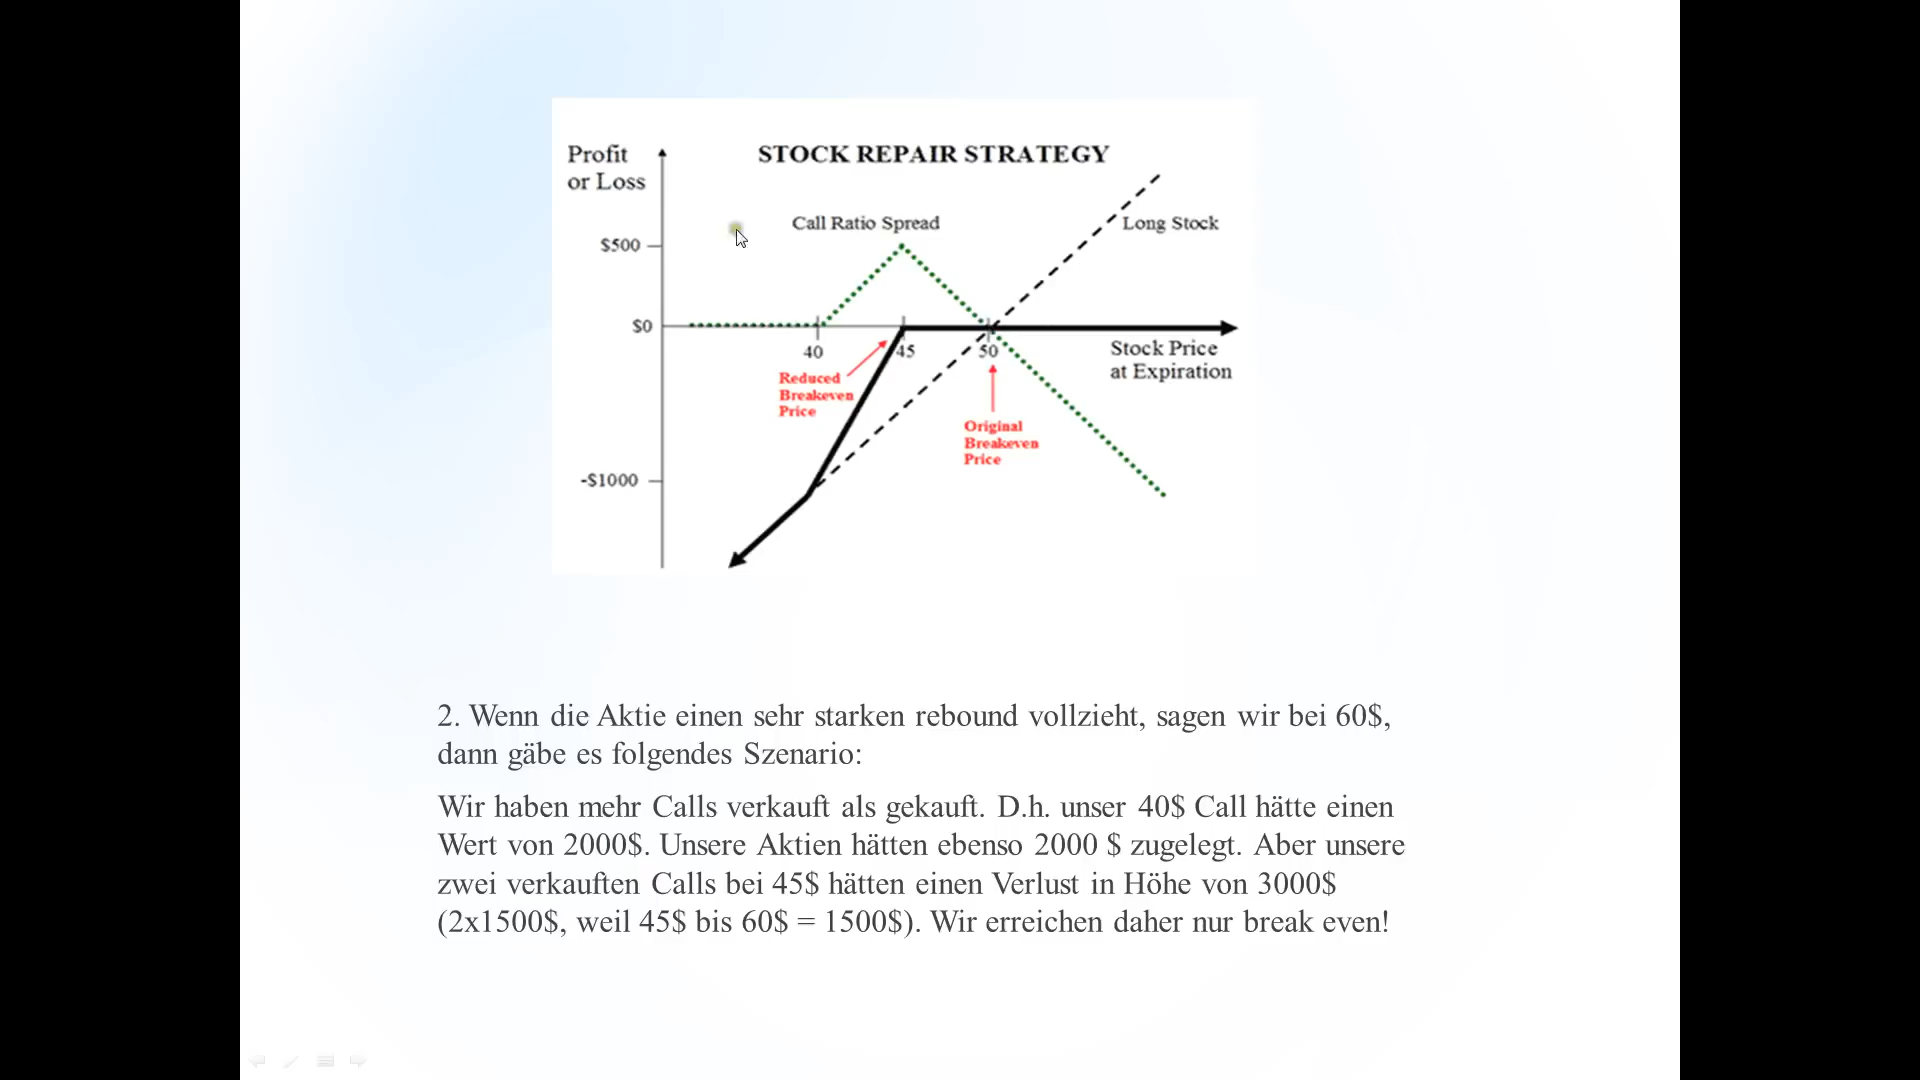 STOCK REPAIR STRATEGY
Profit
or Loss
Call Ratio Spread
Long Stock
$500
$0
40
45
50
Stock Price
at Expiration
Reduced
Breakeven
Price
Original
Breakeven
Price
-$1000
2. Wenn die Aktie einen sehr starken rebound vollzieht, sagen wir bei 60$,
dann gäbe es folgendes Szenario:
Wir haben mehr Calls verkauft als gekauft. D.h. unser 40$ Call hätte einen
Wert von 2000$. Unsere Aktien hätten ebenso 2000 $ zugelegt. Aber unsere
zwei verkauften Calls bei 45$ hätten einen Verlust in Höhe von 3000$
(2x1500$, weil 45$ bis 60$ = 1500$). Wir erreichen daher nur break even!